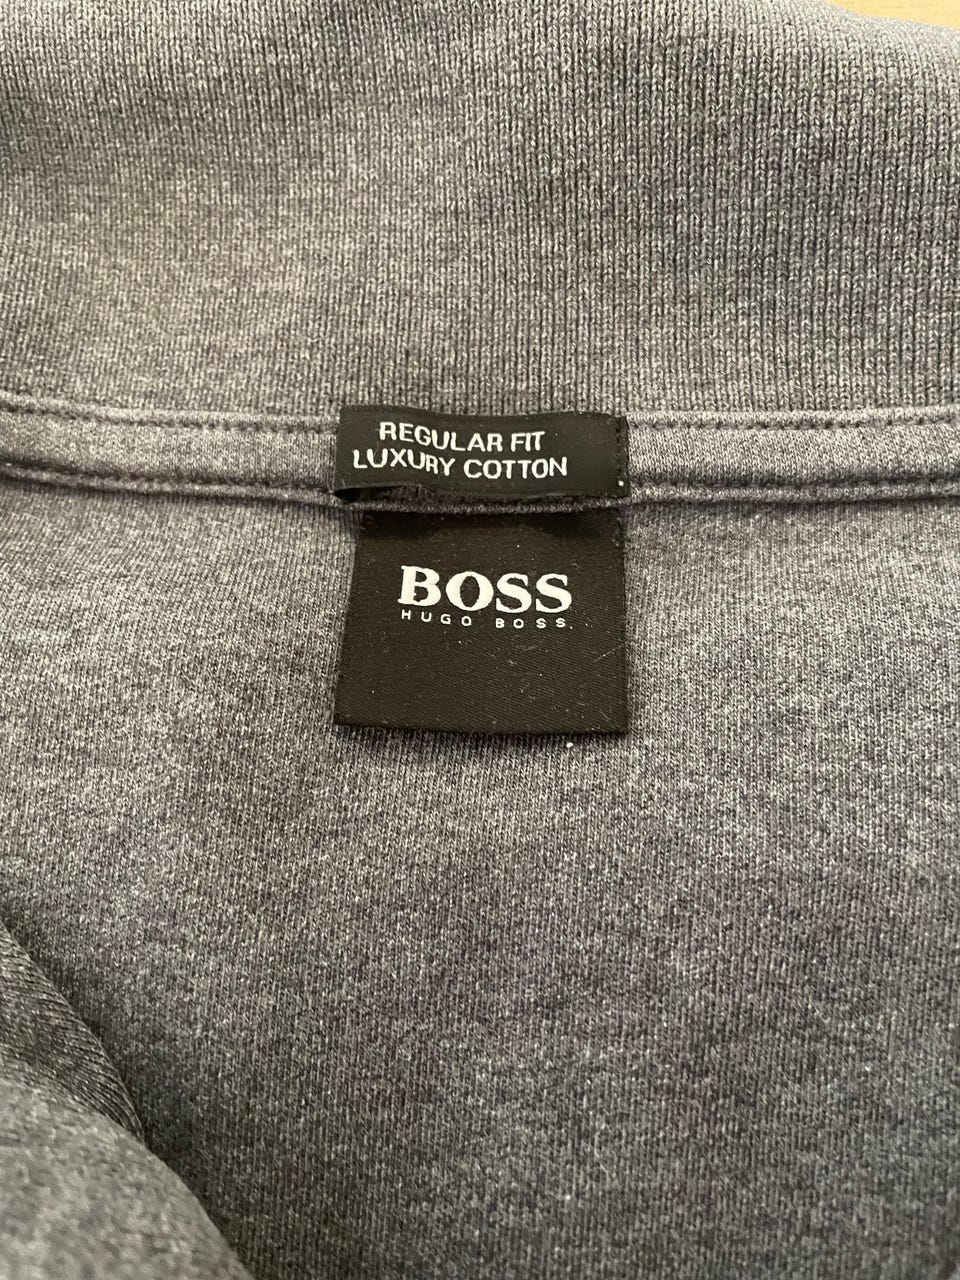 REGULAR FIT
LUXURY COTTON
BOSS
HUGO BOSS